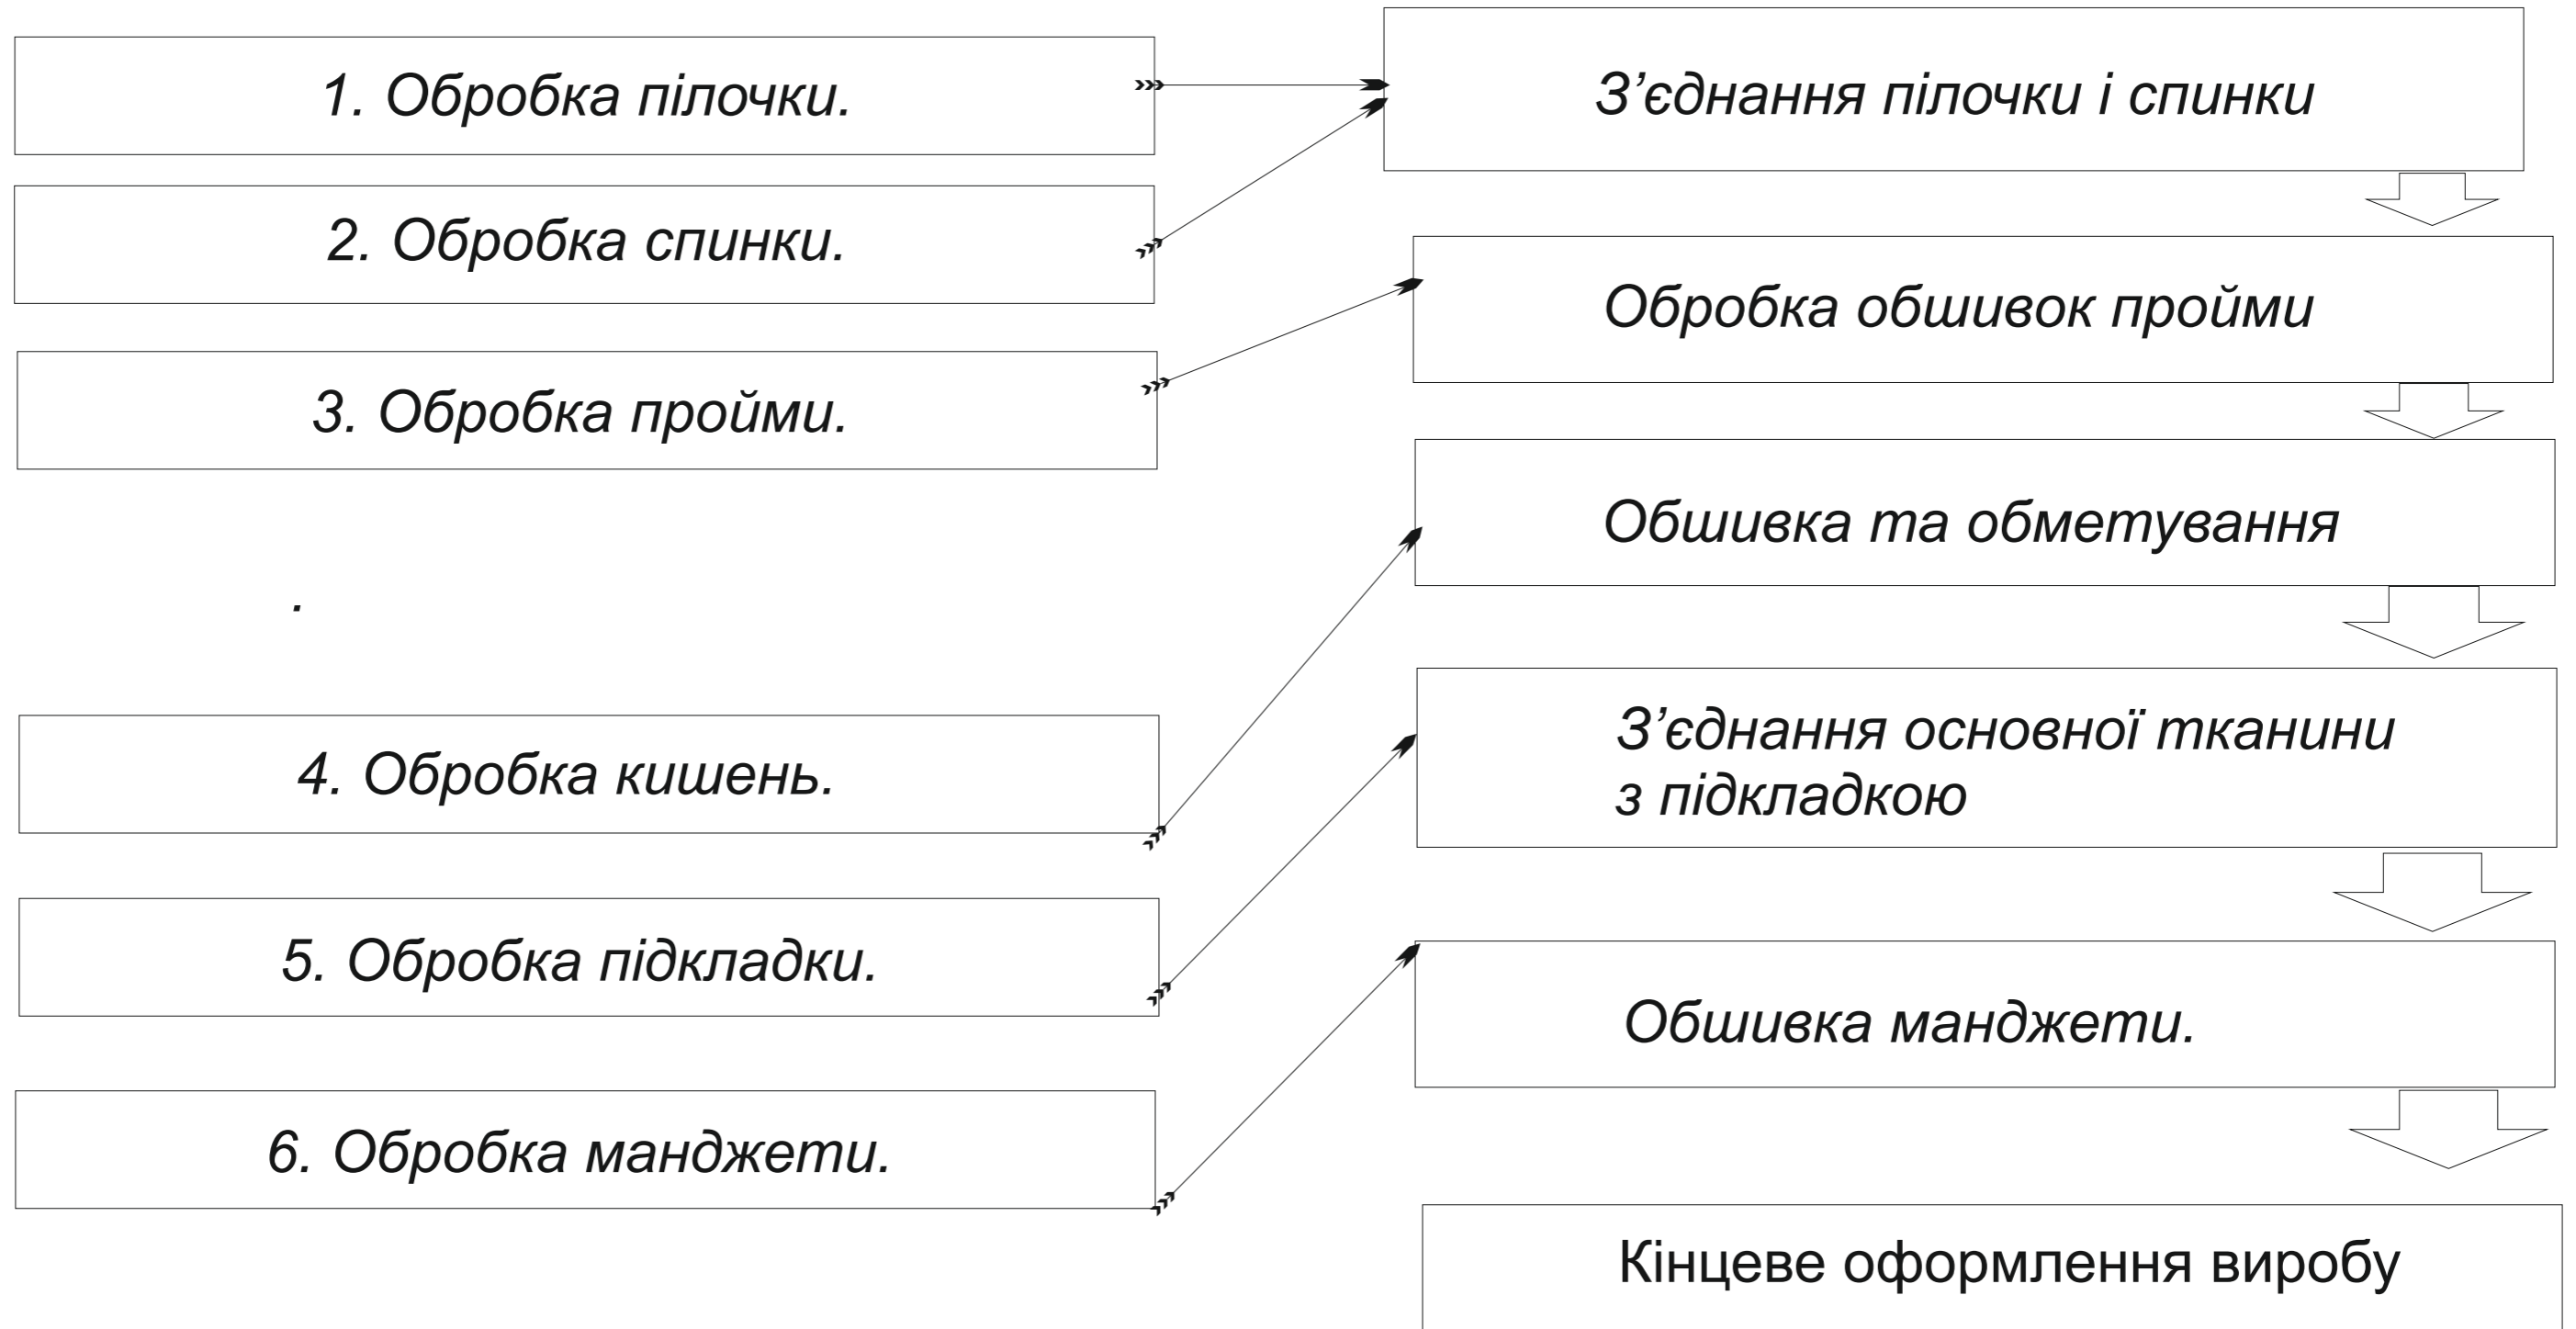 1. Обробка пілочки.
2. Обробка спинки.
3. Обробка пройми.
.
4. Обробка кишень.
5. Обробка підкладки.
6. Обробка манджети.
З’єднання пілочки і спинки
Обробка обшивок пройми
Обшивка та обметування
З’єднання основної тканини
з підкладкою
Обшивка манджети.
Кінцеве оформлення виробу